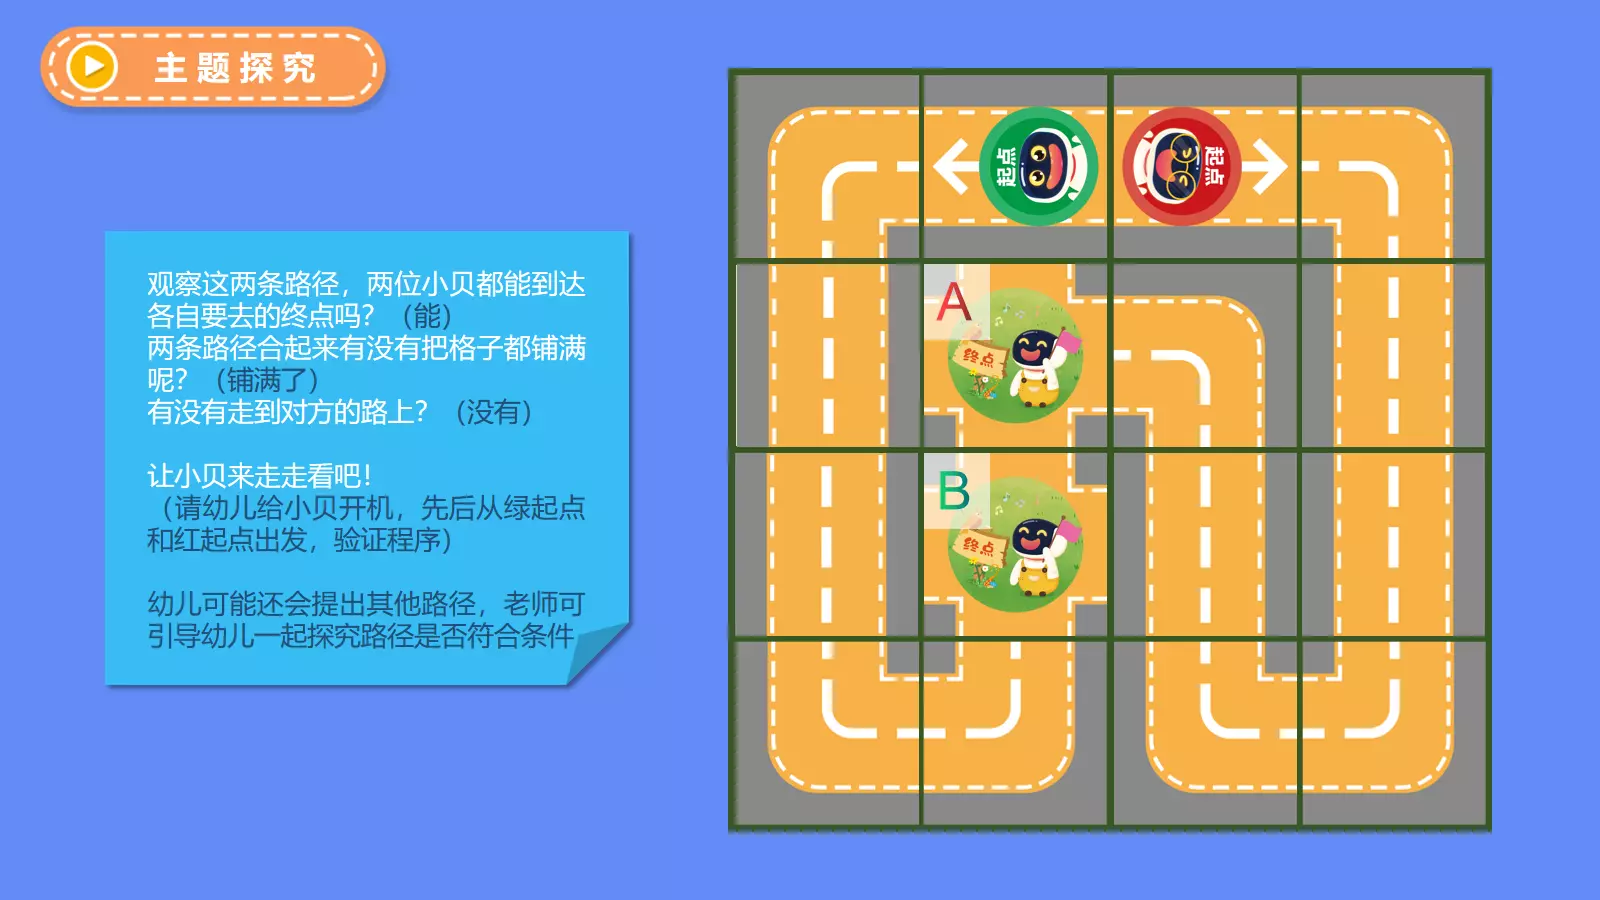 主题探究
观察这两条路径，两位小贝都能到达
各自要去的终点吗？（能）
两条路径合起来有没有把格子都铺满
呢？（铺满了）
有没有走到对方的路上？（没有）
让小贝来走走看吧！
（请幼儿给小贝开机，先后从绿起点
和红起点出发，验证程序）
幼儿可能还会提出其他路径，老师可
引导幼儿一起探究路径是否符合条件
起点
起点
A
终点
B
终点